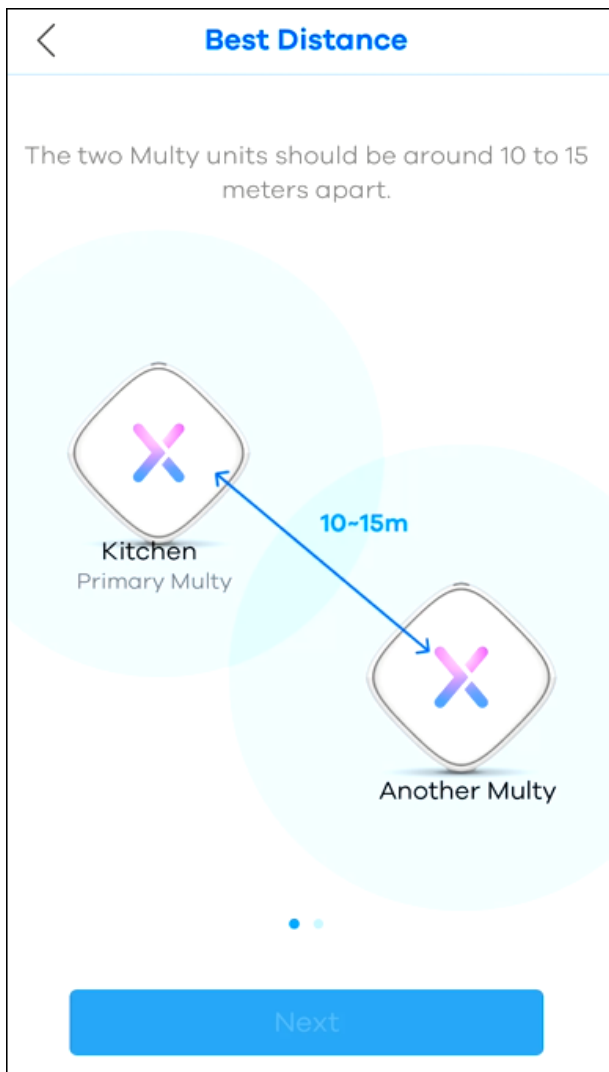 Best Distance
The two Multy units should be around 10 to 15
meters apart.
10~15m
Kitchen
Primary Multy
Another Multy
Next